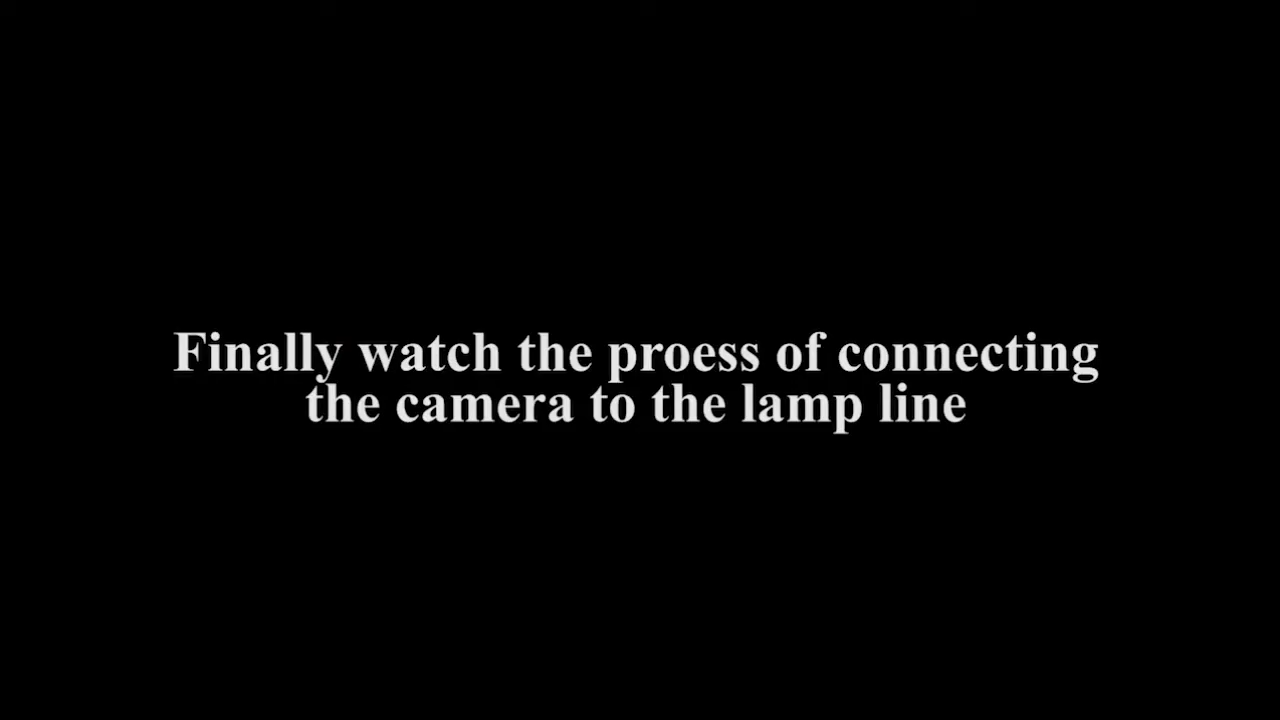 Finally watch the proess of connecting
the camera to the lamp line